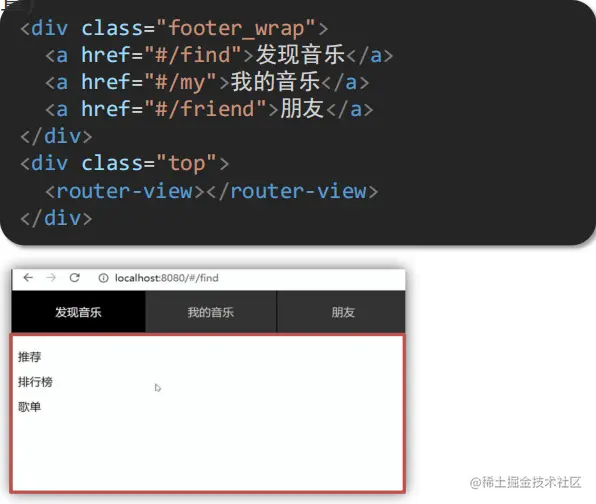 <div class="footer_wrap">
<a href="#/find">发现音乐</a>
<a href="#/my">我的音乐</a>
<a href="#/friend">朋友</a>
</div>
<div class="top">
<router-view></router-view>
</div>
localhost:8080/#/find
发现音乐 我的音乐 朋友
推荐
排行榜
歌单
@稀土掘金技术社区